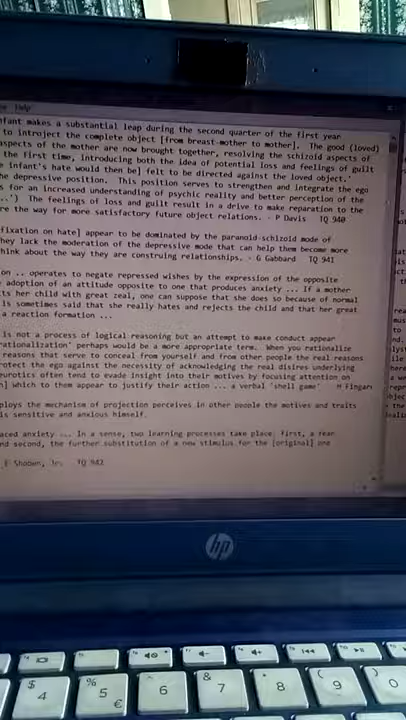 Help
nfant makes a substantial leap during the second quarter of the first year
to introject the complete object [from breast-mother to mother]. The good (loved)
aspects of the mother are now brought together, resolving the schizoid aspects of
the first time, introducing both the idea of potential loss and feelings of guilt
e infant's hate would then be] felt to be directed against the loved object.'
he depressive position. This position serves to strengthen and integrate the ego
s for an increased understanding of psychic reality and better perception of the
..') The feelings of loss and guilt result in a drive to make reparation to the
re the way for more satisfactory future object relations. - P Davis TQ 940
fixation on hate] appear to be dominated by the paranoid-schizoid mode of
hey lack the moderation of the depressive mode that can help them become more
think about the way they are construing relationships. - G Gabbard TQ 941
on .. operates to negate repressed wishes by the expression of the opposite
e adoption of an attitude opposite to one that produces anxiety ... If a mother
cts her child with great zeal, one can suppose that she does so because of normal
is sometimes said that she really hates and rejects the child and that her great
a reaction formation ...
is not a process of logical reasoning but an attempt to make conduct appear
rationalization' perhaps would be a more appropriate term. When you rationalize
reasons that serve to conceal from yourself and from other people the real reasons
rotect the ego against the necessity of acknowledging the real desires underlying
eurotics often tend to evade insight into their motives by focusing attention on
n] which to them appear to justify their action ... a verbal 'shell game' M Fingar
ploys the mechanism of projection perceives in other people the motives and traits
is sensitive and anxious himself.
aced anxiety ... In a sense, two learning processes take place: First, a fear
nd second, the further substitution of a new stimulus for the [original] one
E Shoben, Jr. TQ 942
hp
$ 4
% 5 €
^ 6
& 7
* 8
( 9
) 0